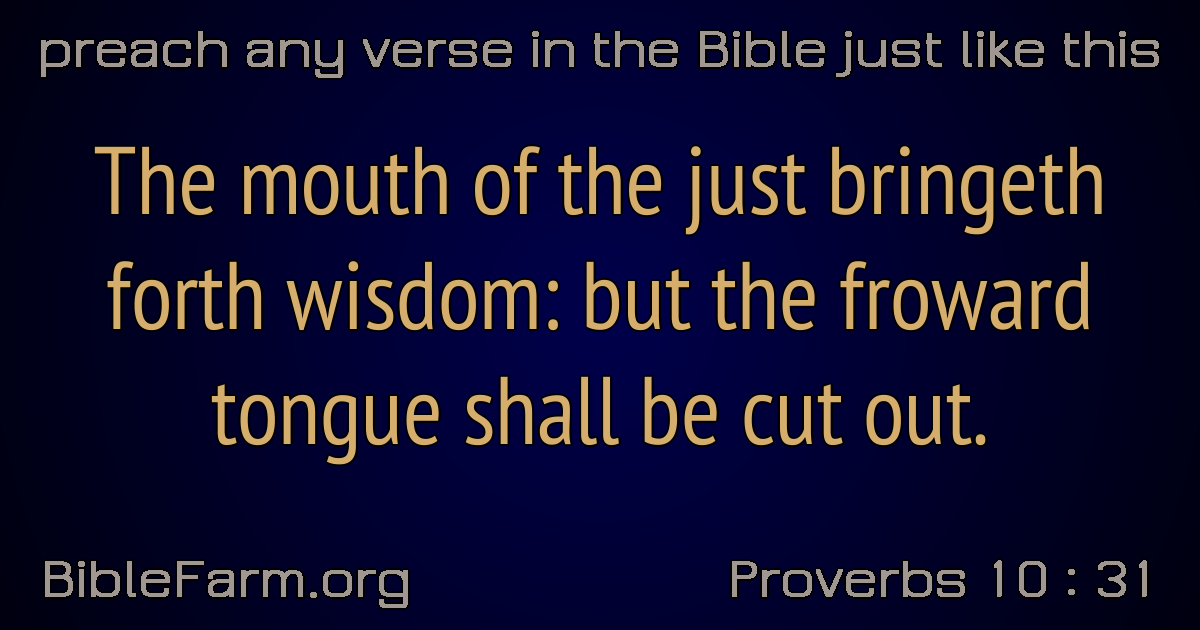 preach any verse in the Bible just like this
The mouth of the just bringeth
forth wisdom: but the froward
tongue shall be cut out.
BibleFarm.org
Proverbs 10 : 31